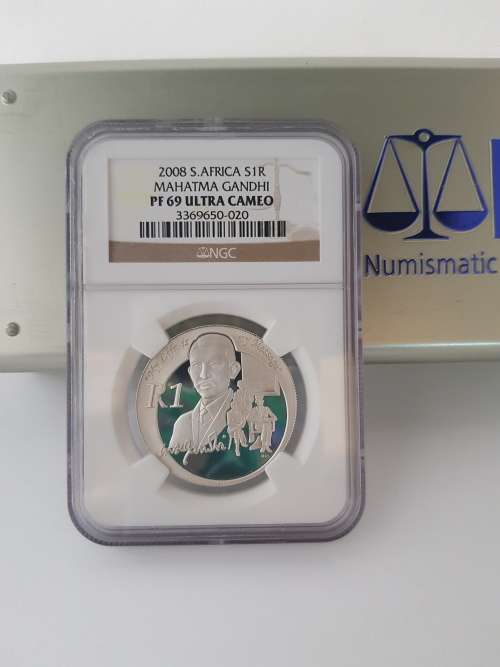 2008 S.AFRICA S1R
MAHATMA GANDHI
PF 69 ULTRA CAMEO
3369650-020
NGC
Numismatic
R1